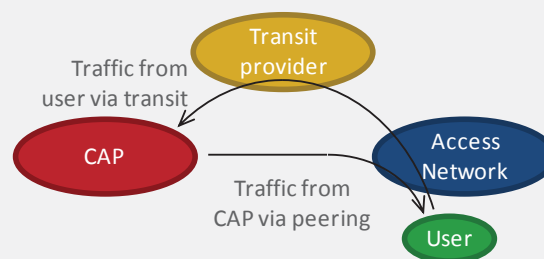 Transit
provider
Traffic from
user via transit
CAP
Access
Network
Traffic from
CAP via peering
User